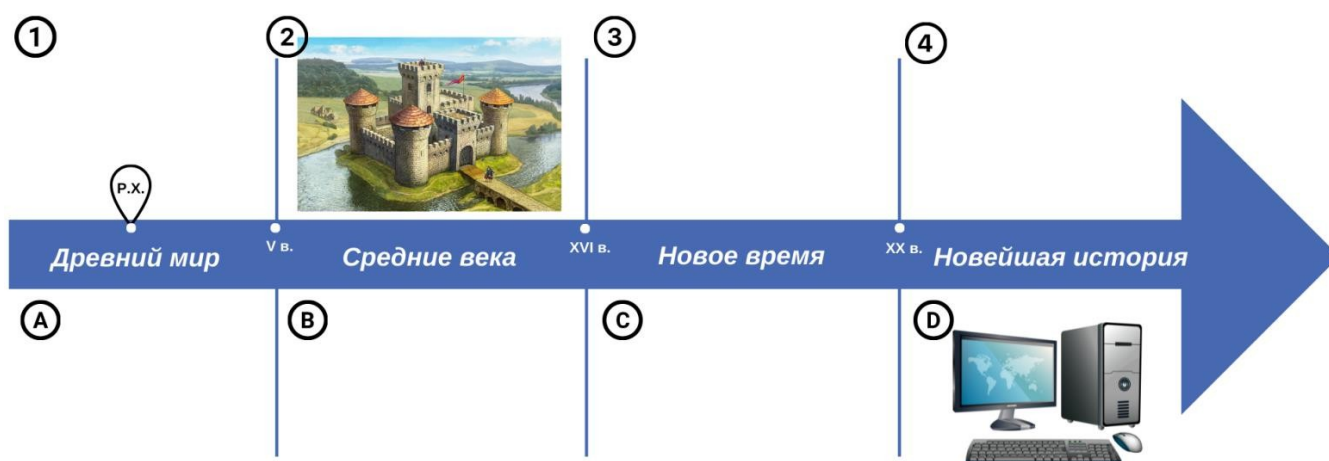 1
2
3
4
Р.Х.
Древний мир
V в.
Средние века
XVI в.
Новое время
XX в.
Новейшая история
A
B
C
D